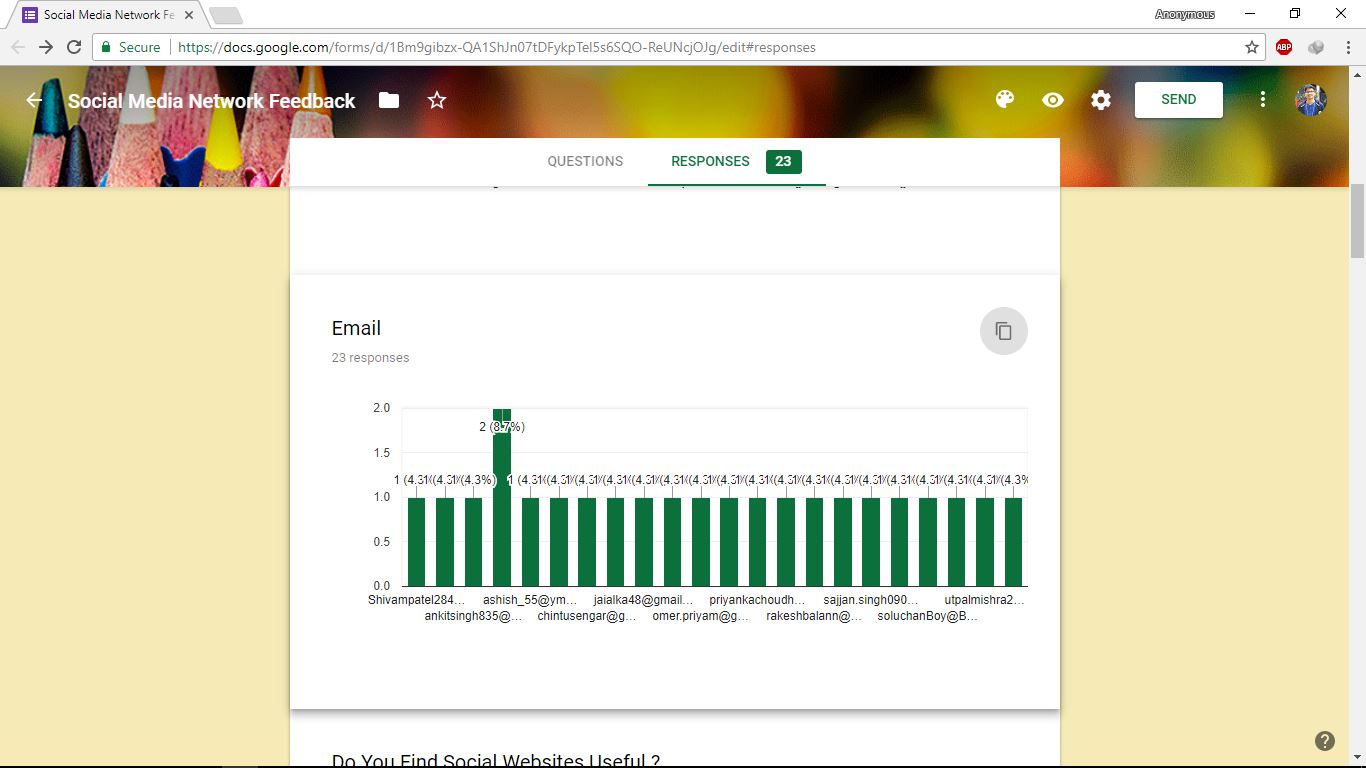 Social Media Network Fe
Anonymous
Secure
https://docs.google.com/forms/d/1Bm9gibzx-QA1ShJn07tDFykpTeI5s6SQO-ReUNcjOJg/edit#responses
ABP
Social Media Network Feedback
SEND
QUESTIONS RESPONSES 23
Email
23 responses
2.0
2 (8.7%)
1.5
1 (4.3 (4.3 (4.3%) 1 (4.3 (4.3 (4.3 (4.3 (4.3 (4.3 (4.3 (4.3 (4.3 (4.3 (4.3 (4.3 (4.3 (4.3 (4.3 (4.3 (4.3 (4.3%
1.0
0.5
0.0
Shivampatel284... ashish_55@ym... jaialka48@gmail... priyankachoudh... sajjan.singh090... utpalmishra2...
ankitsingh835@... chintusengar@g... omer.priyam@g... rakeshbalann@... soluchanBoy@B...
Do You Find Social Websites Useful ?